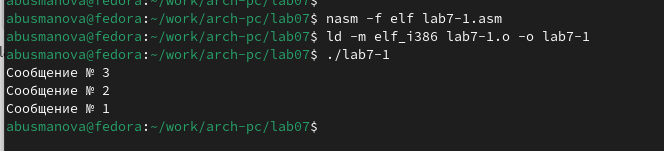 abusmanova@fedora:~/work/arch-pc/lab07$ nasm -f elf lab7-1.asm
abusmanova@fedora:~/work/arch-pc/lab07$ ld -m elf_i386 lab7-1.o -o lab7-1
abusmanova@fedora:~/work/arch-pc/lab07$ ./lab7-1
Сообщение № 3
Сообщение № 2
Сообщение № 1
abusmanova@fedora:~/work/arch-pc/lab07$